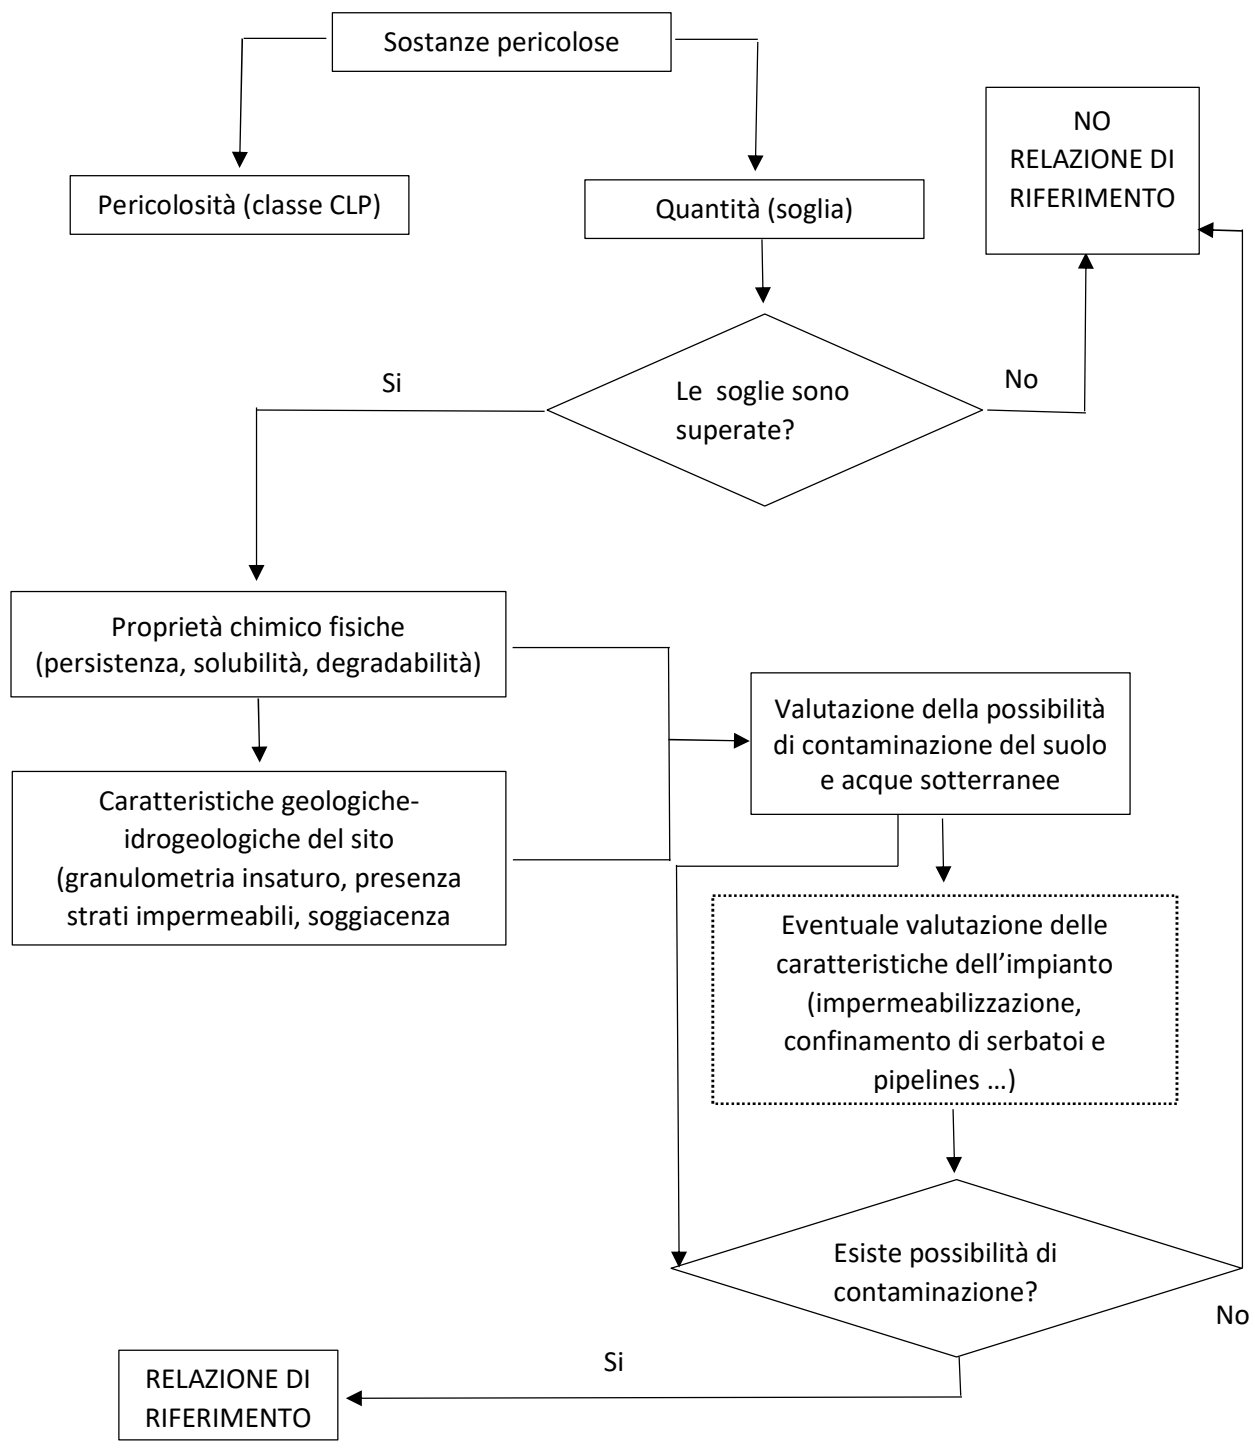 Sostanze pericolose
Pericolosità (classe CLP)
Quantità (soglia)
NO
RELAZIONE DI
RIFERIMENTO
Si
Le  soglie sono
superate?
No
Proprietà chimico fisiche
(persistenza, solubilità, degradabilità)
Valutazione della possibilità
di contaminazione del suolo
e acque sotterranee
Caratteristiche geologiche-
idrogeologiche del sito
(granulometria insaturo, presenza
strati impermeabili, soggiacenza
Eventuale valutazione delle
caratteristiche dell’impianto
(impermeabilizzazione,
confinamento di serbatoi e
pipelines …)
Esiste possibilità di
contaminazione?
No
Si
RELAZIONE DI
RIFERIMENTO